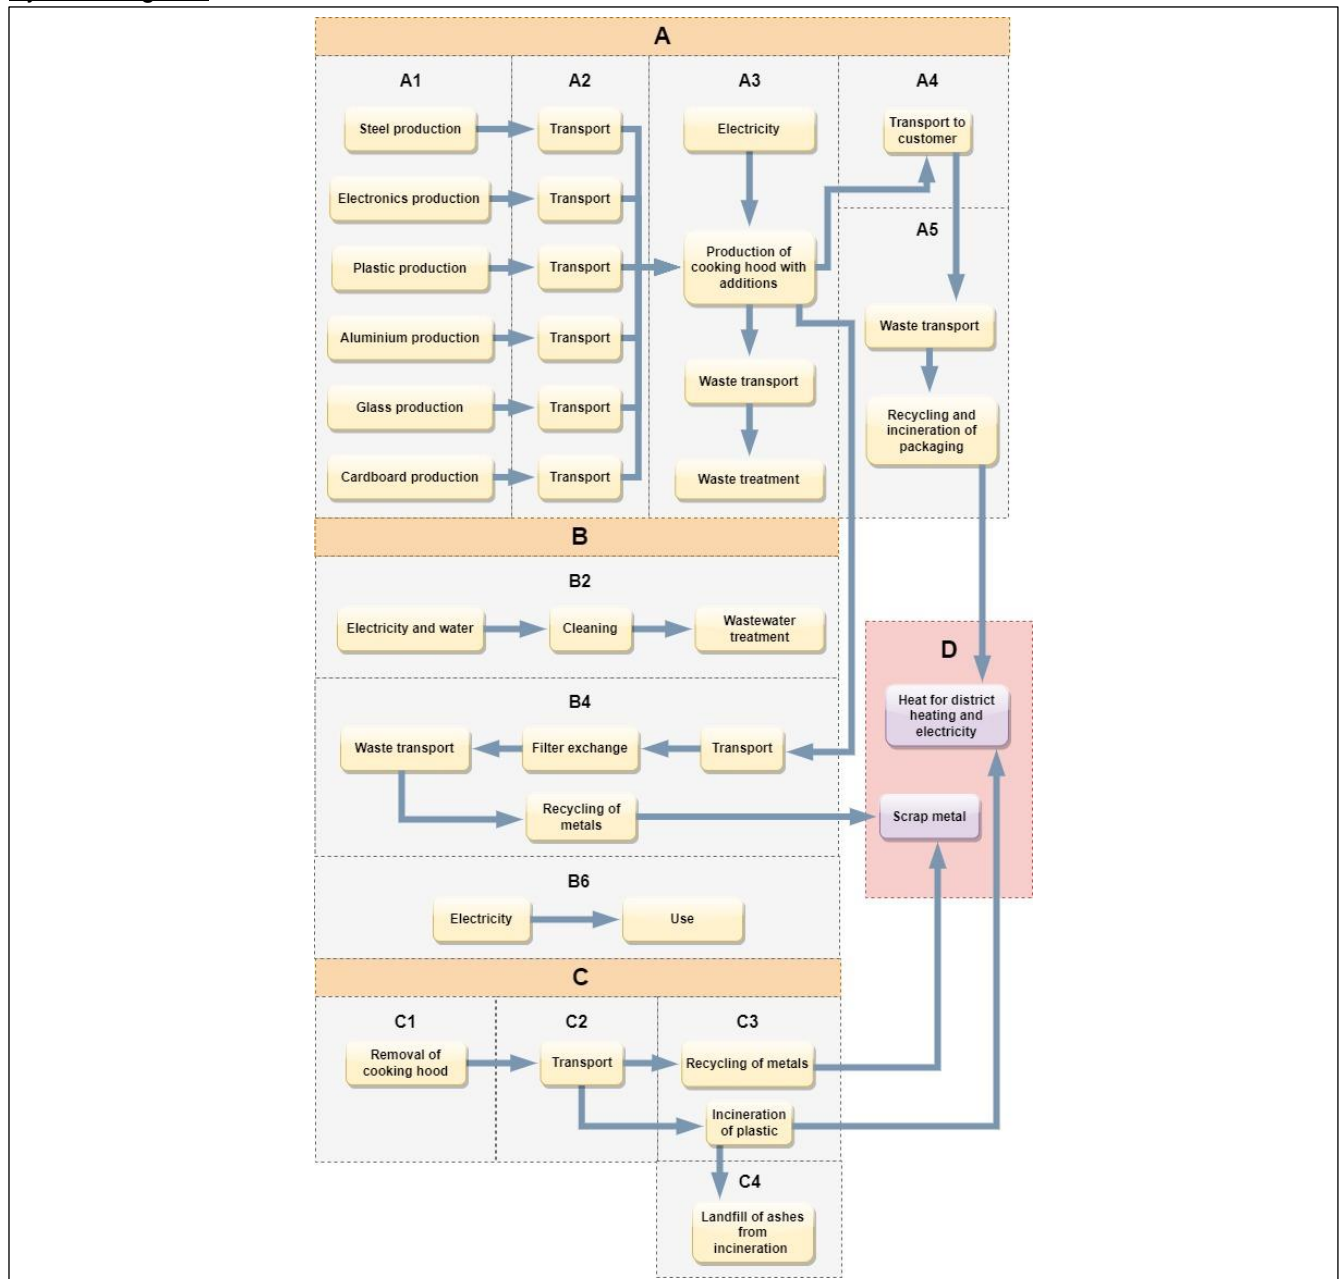 A
A1
A2
A3
A4
Steel production
Transport
Electricity
Transport to
customer
Electronics production
Transport
A5
Plastic production
Transport
Production of
cooking hood with
additions
Aluminium production
Transport
Waste transport
Waste transport
Glass production
Transport
Recycling and
incineration of
packaging
Cardboard production
Transport
Waste treatment
B
B2
Electricity and water
Cleaning
Wastewater
treatment
B4
Waste transport
Filter exchange
Transport
Recycling of
metals
B6
Electricity
Use
D
Heat for district
heating and
electricity
Scrap metal
C
C1
C2
C3
Removal of
cooking hood
Transport
Recycling of metals
Incineration
of plastic
C4
Landfill of ashes
from
incineration